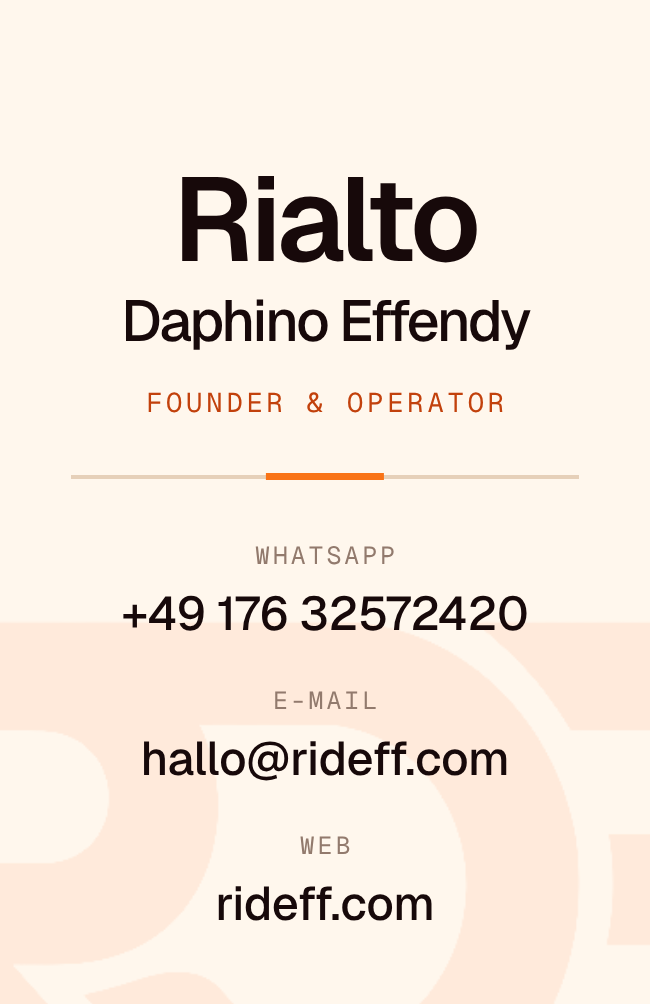 Rialto
Daphino Effendy
FOUNDER & OPERATOR
WHATSAPP
+49 176 32572420
E-MAIL
hallo@rideff.com
WEB
rideff.com